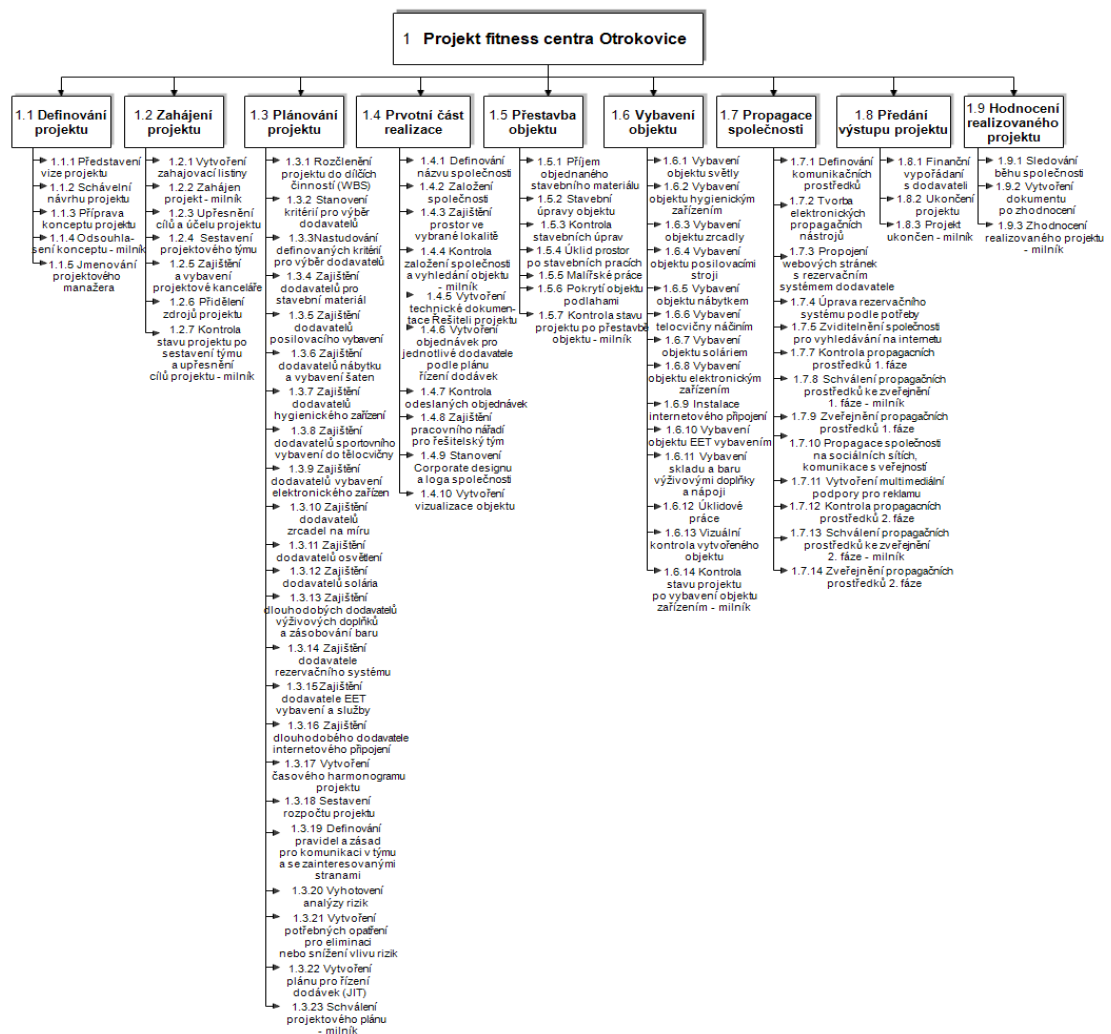 1 Projekt fitness centra Otrokovice
1.1 Definování
projektu
1.1.1 Představení
vize projektu
1.1.2 Schávelní
návrhu projektu
1.1.3 Příprava
konceptu projektu
1.1.4 Odsouhla-
sení konceptu - milník
1.1.5 Jmenování
projektového
manažera
1.2 Zahájení
projektu
1.2.1 Vytvoření
zahajovací listiny
1.2.2 Zahájen
projekt - milník
1.2.3 Upřesnění
cílů a účelu projektu
1.2.4 Sestavení
projektového týmu
1.2.5 Zajištění
a vybavení
projektové kanceláře
1.2.6 Přidělení
zdrojů projektu
1.2.7 Kontrola
stavu projektu po
sestavení týmu
a upřesnění
cílů projektu - milník
1.3 Plánování
projektu
1.3.1 Rozčlenění
projektu do dílčích
činností (WBS)
1.3.2 Stanovení
kritérií pro výběr
dodavatelů
1.3.3Nastudování
definovaných kritérií
pro výběr dodavatelů
1.3.4 Zajištění
dodavatelů pro
stavební materiál
1.3.5 Zajištění
dodavatelů
posilovacího vybavení
1.3.6 Zajištění
dodavatelů nábytku
a vybavení šaten
1.3.7 Zajištění
dodavatelů
hygienického zařízení
1.3.8 Zajištění
dodavatelů sportovního
vybavení do tělocvičny
1.3.9 Zajištění
dodavatelů vybavení
elektronického zařízen
1.3.10 Zajištění
dodavatelů
zrcadel na míru
1.3.11 Zajištění
dodavatelů osvětlení
1.3.12 Zajištění
dodavatelů solária
1.3.13 Zajištění
dlouhodobých dodavatelů
výživových doplňků
a zásobování baru
1.3.14 Zajištění
dodavatele
rezervačního systému
1.3.15Zajištění
dodavatele EET
vybavení a služby
1.3.16 Zajištění
dlouhodobého dodavatele
internetového připojení
1.3.17 Vytvoření
časového harmonogramu
projektu
1.3.18 Sestavení
rozpočtu projektu
1.3.19 Definování
pravidel a zásad
pro komunikaci v týmu
a se zainteresovanými
stranami
1.3.20 Vyhotovení
analýzy rizik
1.3.21 Vytvoření
potřebných opatření
pro eliminaci
nebo snížení vlivu rizik
1.3.22 Vytvoření
plánu pro řízení
dodávek (JIT)
1.3.23 Schválení
projektového plánu
- milník
1.4 Prvotní část
realizace
1.4.1 Definování
názvu společnosti
1.4.2 Založení
společnosti
1.4.3 Zajištění
prostor ve
vybrané lokalitě
1.4.4 Kontrola
založení společnosti
a vyhledání objektu
- milník
1.4.5 Vytvoření
technické dokumen-
tace Řešiteli projektu
1.4.6 Vytvoření
objednávek pro
jednotlivé dodavatele
podle plánu
řízení dodávek
1.4.7 Kontrola
odeslaných objednávek
1.4.8 Zajištění
pracovního nářadí
pro řešitelský tým
1.4.9 Stanovení
Corporate designu
a loga společnosti
1.4.10 Vytvoření
vizualizace objektu
1.5 Přestavba
objektu
1.5.1 Příjem
objednaného
stavebního materiálu
1.5.2 Stavební
úpravy objektu
1.5.3 Kontrola
stavebních úprav
1.5.4 Úklid prostor
po stavebních pracích
1.5.5 Malířské práce
1.5.6 Pokrytí objektu
podlahami
1.5.7 Kontrola stavu
projektu po přestavbě
objektu - milník
1.6 Vybavení
objektu
1.6.1 Vybavení
objektu světly
1.6.2 Vybavení
objektu hygienickým
zařízením
1.6.3 Vybavení
objektu zrcadly
1.6.4 Vybavení
objektu posilovacími
stroji
1.6.5 Vybavení
objektu nábytkem
1.6.6 Vybavení
telocvičny náčiním
1.6.7 Vybavení
objektu soláriem
1.6.8 Vybavení
objektu elektronickým
zařízením
1.6.9 Instalace
internetového připojení
1.6.10 Vybavení
objektu EET vybavením
1.6.11 Vybavení
skladu a baru
výživovými doplňky
a nápoji
1.6.12 Úklidové
práce
1.6.13 Vizuální
kontrola vytvořeného
objektu
1.6.14 Kontrola
stavu projektu
po vybavení objektu
zařízením - milník
1.7 Propagace
společnosti
1.7.1 Definování
komunikačních
prostředků
1.7.2 Tvorba
elektronických
propagačních
nástrojů
1.7.3 Propojení
webových stránek
s rezervačním
systémem dodavatele
1.7.4 Úprava rezervačního
systému podle potřeby
1.7.5 Zviditelnění společnosti
pro vyhledávání na internetu
1.7.7 Kontrola propagačních
prostředků 1. fáze
1.7.8 Schválení propagačních
prostředků ke zveřejnění
1. fáze - milník
1.7.9 Zveřejnění propagačních
prostředků 1. fáze
1.7.10 Propagace společnosti
na sociálních sítích,
komunikace s veřejností
1.7.11 Vytvoření multimediální
podpory pro reklamu
1.7.12 Kontrola propagacních
prostředků 2. fáze
1.7.13 Schválení propagačních
prostředků ke zveřejnění
2. fáze - milník
1.7.14 Zveřejnění propagačních
prostředků 2. fáze
1.8 Předání
výstupu projektu
1.8.1 Finanční
vypořádaní
s dodavateli
1.8.2 Ukončení
projektu
1.8.3 Projekt
ukončen - milník
1.9 Hodnocení
realizovaného
projektu
1.9.1 Sledování
běhu společnosti
1.9.2 Vytvoření
dokumentu
po zhodnocení
1.9.3 Zhodnocení
realizovaného projektu
- milník